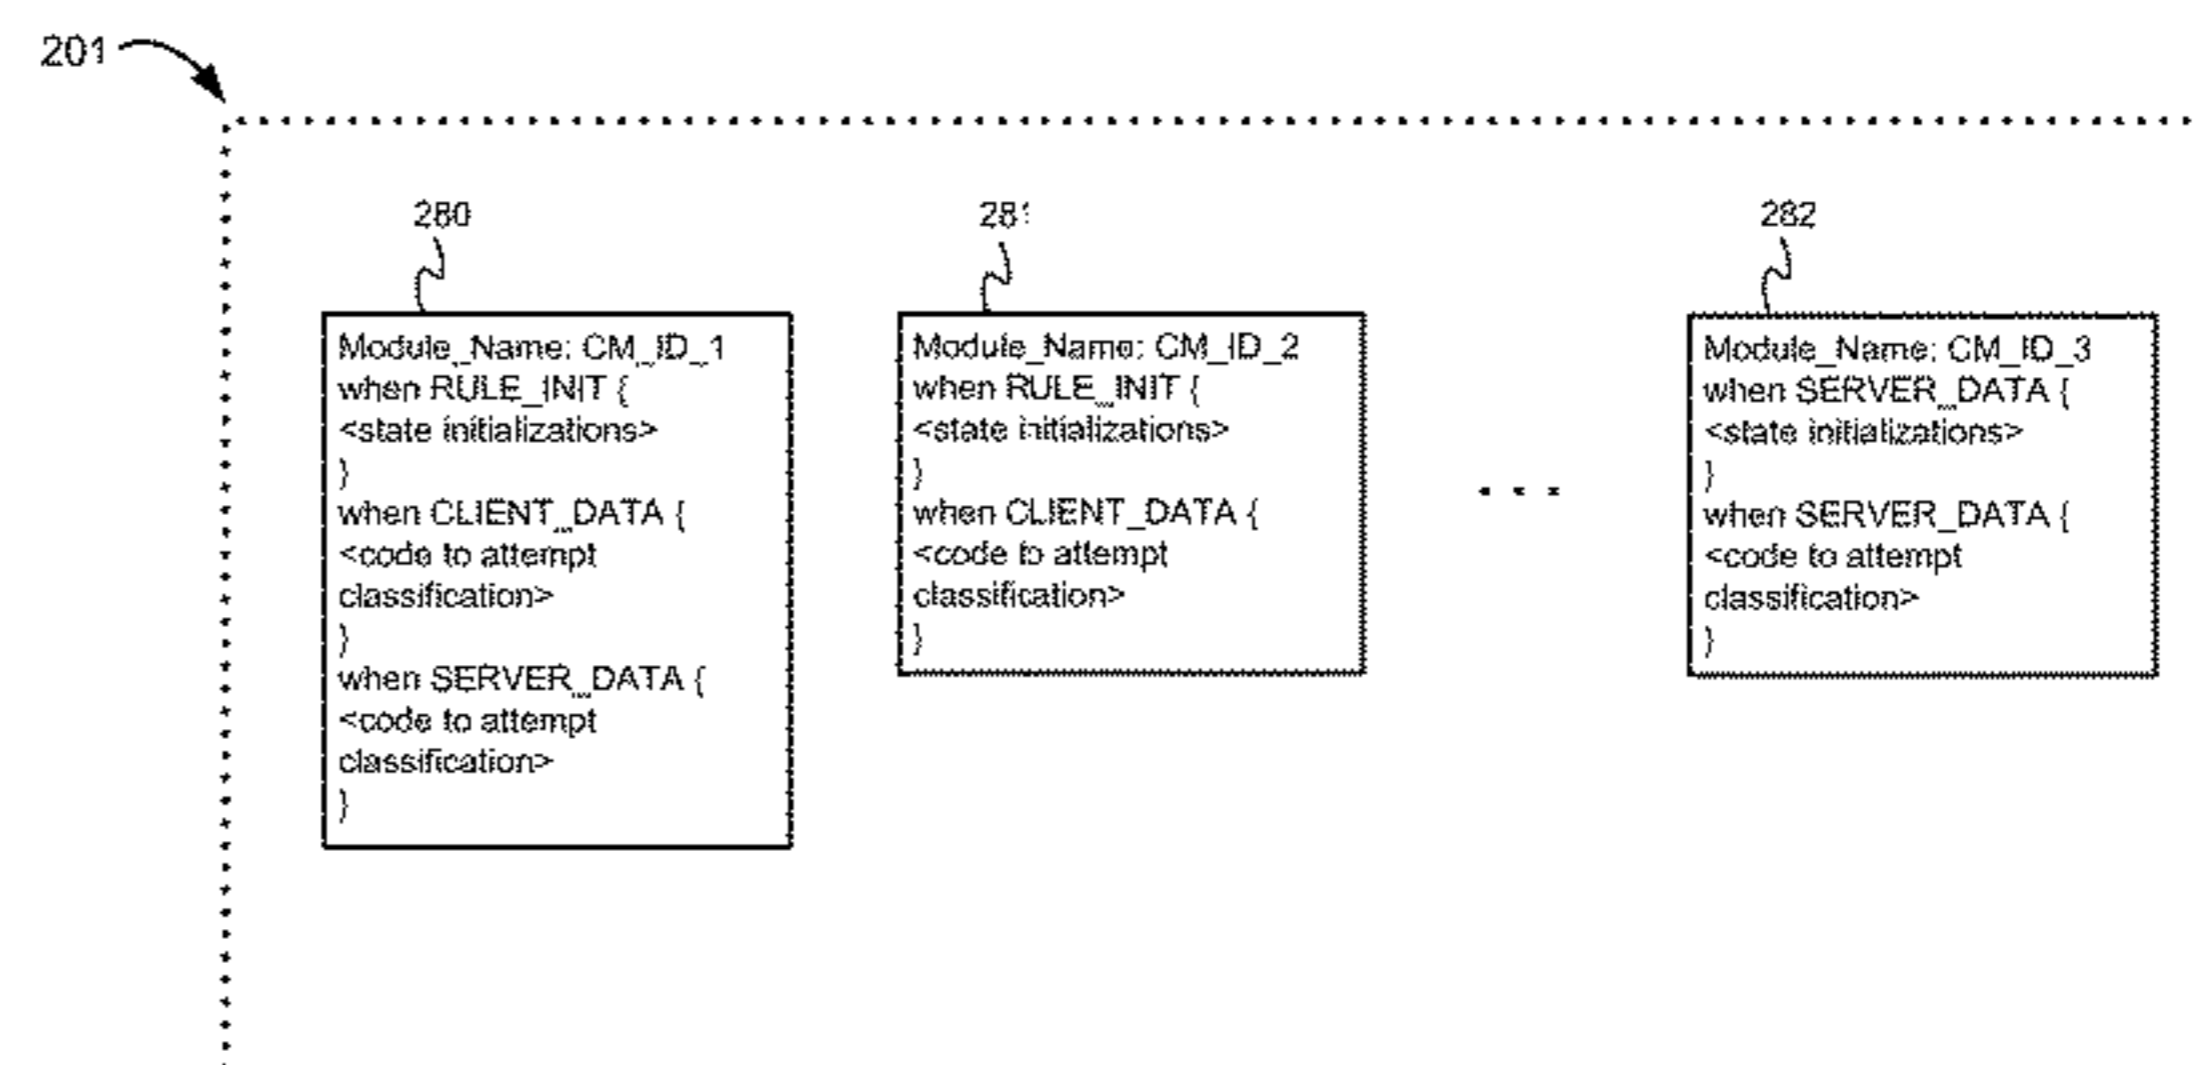 201
280
Module_Name: CM_ID_1
when RULE_INIT {
<state initializations>
}
when CLIENT_DATA {
<code to attempt
classification>
}
when SERVER_DATA {
<code to attempt
classification>
}
281
Module_Name: CM_ID_2
when RULE_INIT {
<state initializations>
}
when CLIENT_DATA {
<code to attempt
classification>
}
. . .
282
Module_Name: CM_ID_3
when SERVER_DATA {
<state initializations>
}
when SERVER_DATA {
<code to attempt
classification>
}